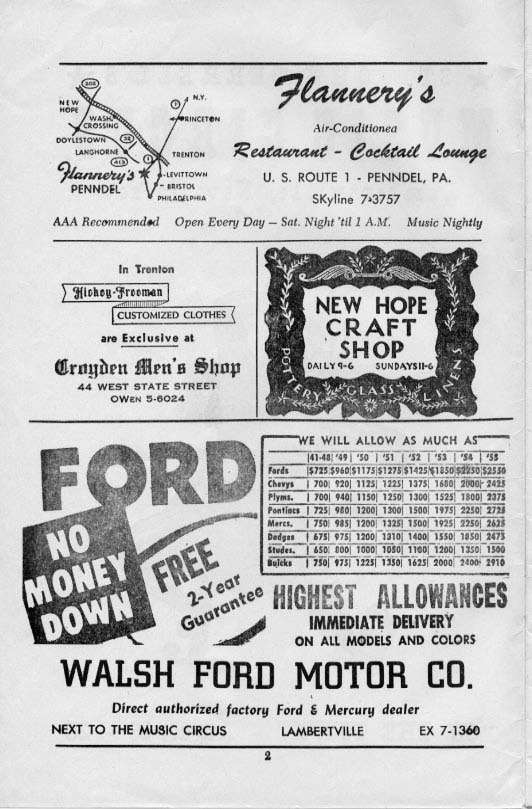 202
N.Y.
1
NEW
HOPE
WASH.
CROSSING
PRINCETON
DOYLESTOWN
32
LANGHORNE
413
1
TRENTON
Flannery's
PENNDEL
LEVITTOWN
BRISTOL
PHILADELPHIA
Flannery's
Air-Conditioned
Restaurant - Cocktail Lounge
U. S. ROUTE 1 - PENNDEL, PA.
SKyline 7-3757
AAA Recommended Open Every Day — Sat. Night 'til 1 A.M. Music Nightly
In Trenton
Hickey-Freeman
CUSTOMIZED CLOTHES
are Exclusive at
Croyden Men's Shop
44 WEST STATE STREET
OWEN 5-6024
NEW HOPE
CRAFT
SHOP
DAILY 9-6 SUNDAYS 11-6
POTTERY GLASS LINENS
FORD
NO
MONEY
DOWN
FREE
2-Year
Guarantee
WE WILL ALLOW AS MUCH AS
|41-48| '49 | '50 | '51 | '52 | '53 | '54 | '55
Fords |$725|$960|$1175|$1275|$1425|$1850|$2250|$2550
Chevys | 700| 920| 1125| 1225| 1375| 1680| 2000| 2425
Plyms. | 700| 940| 1150| 1250| 1300| 1525| 1800| 2375
Pontiacs | 725| 980| 1200| 1300| 1500| 1975| 2250| 2725
Mercs. | 750| 985| 1200| 1325| 1500| 1925| 2250| 2625
Dodges | 675| 975| 1200| 1310| 1400| 1550| 1850| 2475
Studes. | 650| 800| 1000| 1050| 1100| 1200| 1350| 1500
Buicks | 750| 975| 1225| 1350| 1625| 2000| 2400| 2910
HIGHEST ALLOWANCES
IMMEDIATE DELIVERY
ON ALL MODELS AND COLORS
WALSH FORD MOTOR CO.
Direct authorized factory Ford & Mercury dealer
NEXT TO THE MUSIC CIRCUS LAMBERTVILLE EX 7-1360
2